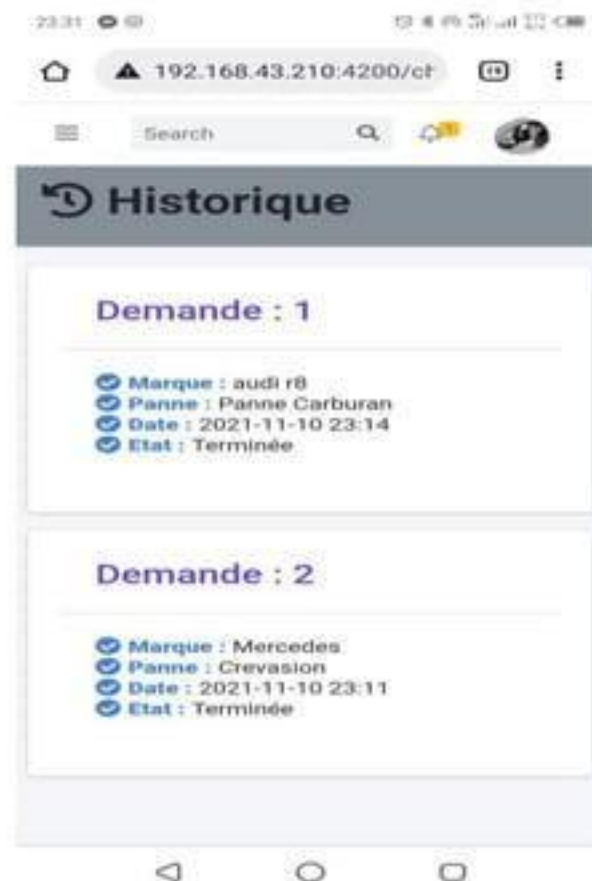 23:31
192.168.43.210:4200/ch
Search
Historique
Demande : 1
Marque : audi r8
Panne : Panne Carburan
Date : 2021-11-10 23:14
Etat : Terminée
Demande : 2
Marque : Mercedes
Panne : Crevasion
Date : 2021-11-10 23:11
Etat : Terminée